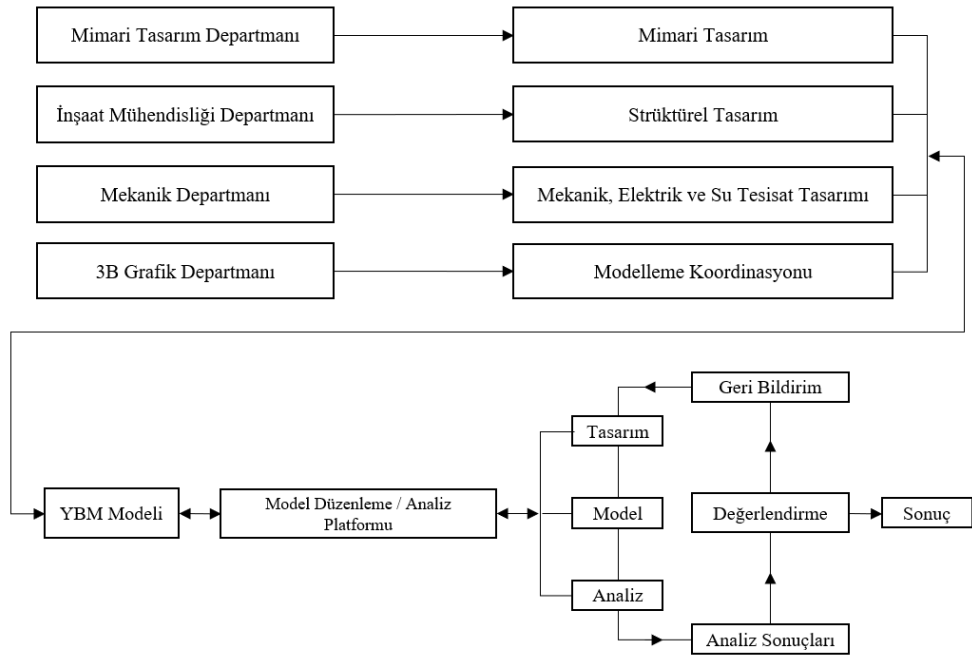 Mimari Tasarım Departmanı
Mimari Tasarım
İnşaat Mühendisliği Departmanı
Strüktürel Tasarım
Mekanik Departmanı
Mekanik, Elektrik ve Su Tesisat Tasarımı
3B Grafik Departmanı
Modelleme Koordinasyonu
Geri Bildirim
Tasarım
YBM Modeli
Model Düzenleme / Analiz
Platformu
Model
Değerlendirme
Sonuç
Analiz
Analiz Sonuçları